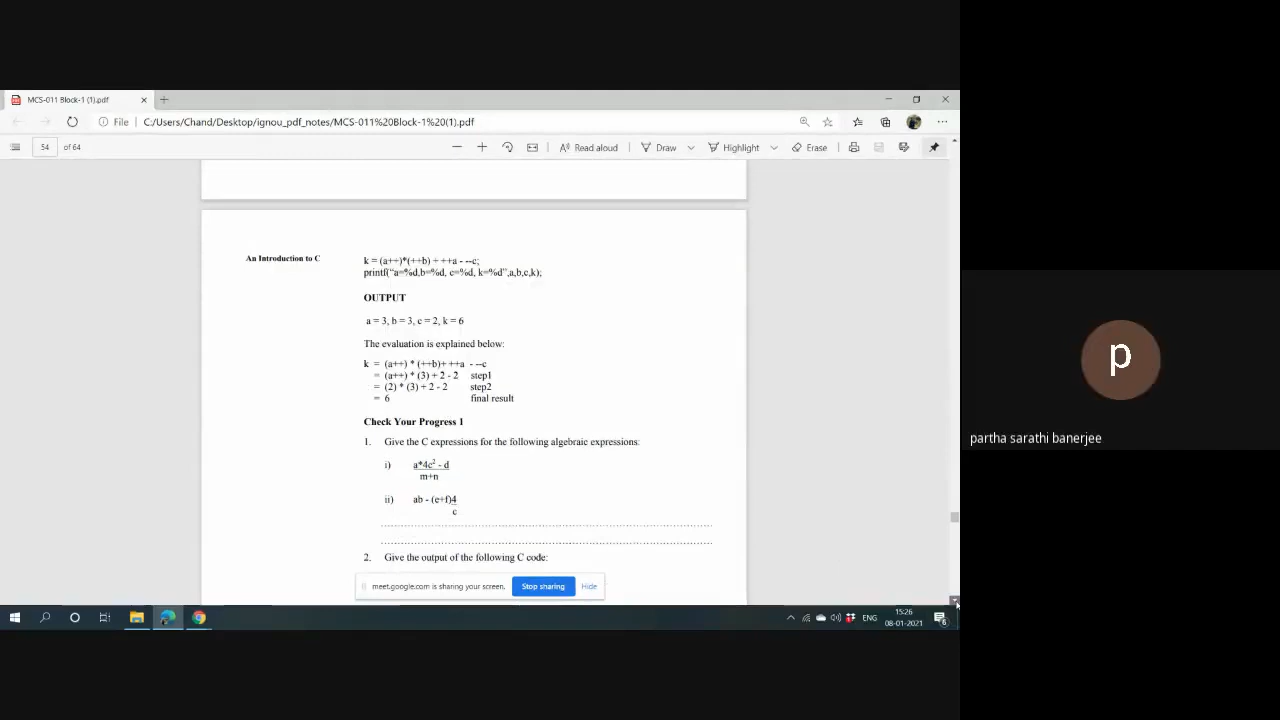 MCS-011 Block-1 (1).pdf
File
C:/Users/Chand/Desktop/ignou_pdf_notes/MCS-011%20Block-1%20(1).pdf
54 of 64
Read aloud
Draw
Highlight
Erase
An Introduction to C
k = (a++)*(++b) + ++a - --c;
printf("a=%d,b=%d, c=%d, k=%d",a,b,c,k);
OUTPUT
a = 3, b = 3, c = 2, k = 6
The evaluation is explained below:
k = (a++) * (++b)+ ++a - --c
= (a++) * (3) + 2 - 2 step1
= (2) * (3) + 2 - 2 step2
= 6 final result
Check Your Progress 1
1. Give the C expressions for the following algebraic expressions:
i) a*4c² - d
m+n
ii) ab - (e+f)4
c
2. Give the output of the following C code:
meet.google.com is sharing your screen.
Stop sharing
Hide
ENG
15:26
08-01-2021
6
p
partha sarathi banerjee